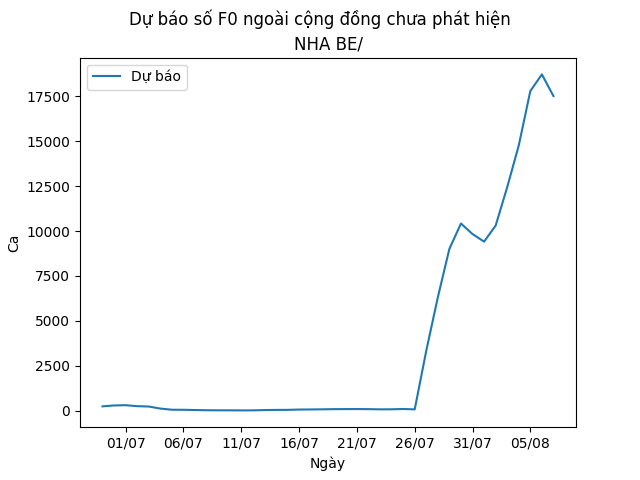 Dự báo số F0 ngoài cộng đồng chưa phát hiện
NHA BE/
Dự báo
Ca
17500
15000
12500
10000
7500
5000
2500
0
01/07 06/07 11/07 16/07 21/07 26/07 31/07 05/08
Ngày